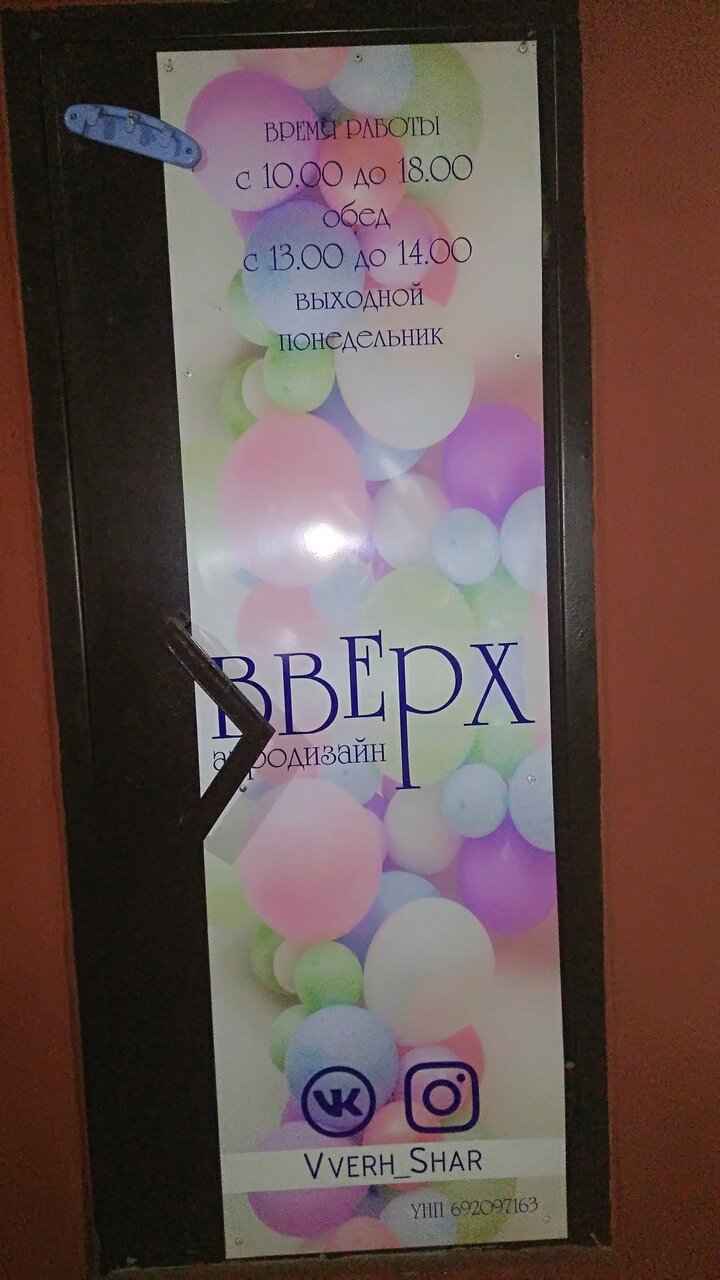 ВРЕМЯ РАБОТЫ
с 10.00 до 18.00
обед
с 13.00 до 14.00
ВЫХОДНОЙ
ПОНЕДЕЛЬНИК
ВВЕРХ
аэродизайн
VVERH_SHAR
УНП 692097163